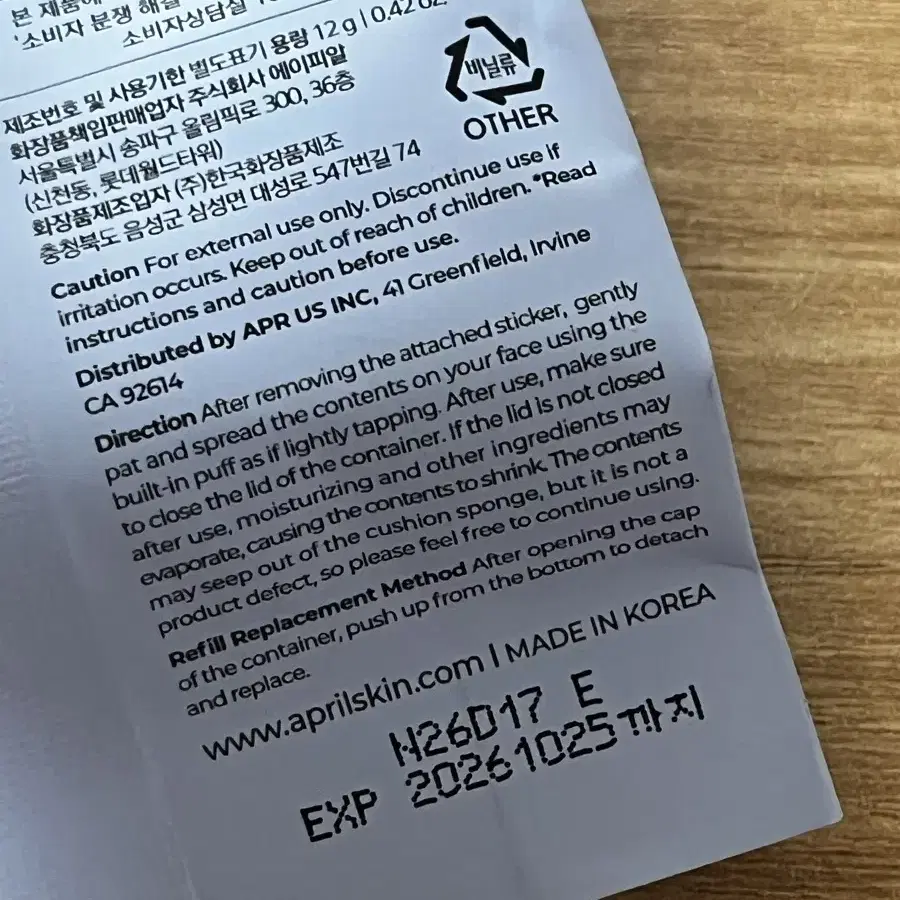 본 제품에
'소비자 분쟁 해결
소비자상담실
제조번호 및 사용기한 별도표기 용량 12 g | 0.42 oz.
화장품책임판매업자 주식회사 에이피알
서울특별시 송파구 올림픽로 300, 36층
(신천동, 롯데월드타워)
화장품제조업자 (주)한국화장품제조
충청북도 음성군 삼성면 대성로 547번길 74
비닐류
OTHER
Caution For external use only. Discontinue use if
irritation occurs. Keep out of reach of children. *Read
instructions and caution before use.
Distributed by APR US INC, 41 Greenfield, Irvine
CA 92614
Direction After removing the attached sticker, gently
pat and spread the contents on your face using the
built-in puff as if lightly tapping. After use, make sure
to close the lid of the container. If the lid is not closed
after use, moisturizing and other ingredients may
evaporate, causing the contents to shrink. The contents
may seep out of the cushion sponge, but it is not a
product defect, so please feel free to continue using.
Refill Replacement Method After opening the cap
of the container, push up from the bottom to detach
and replace.
www.aprilskin.com | MADE IN KOREA
N26D17 E
EXP 20261025까지